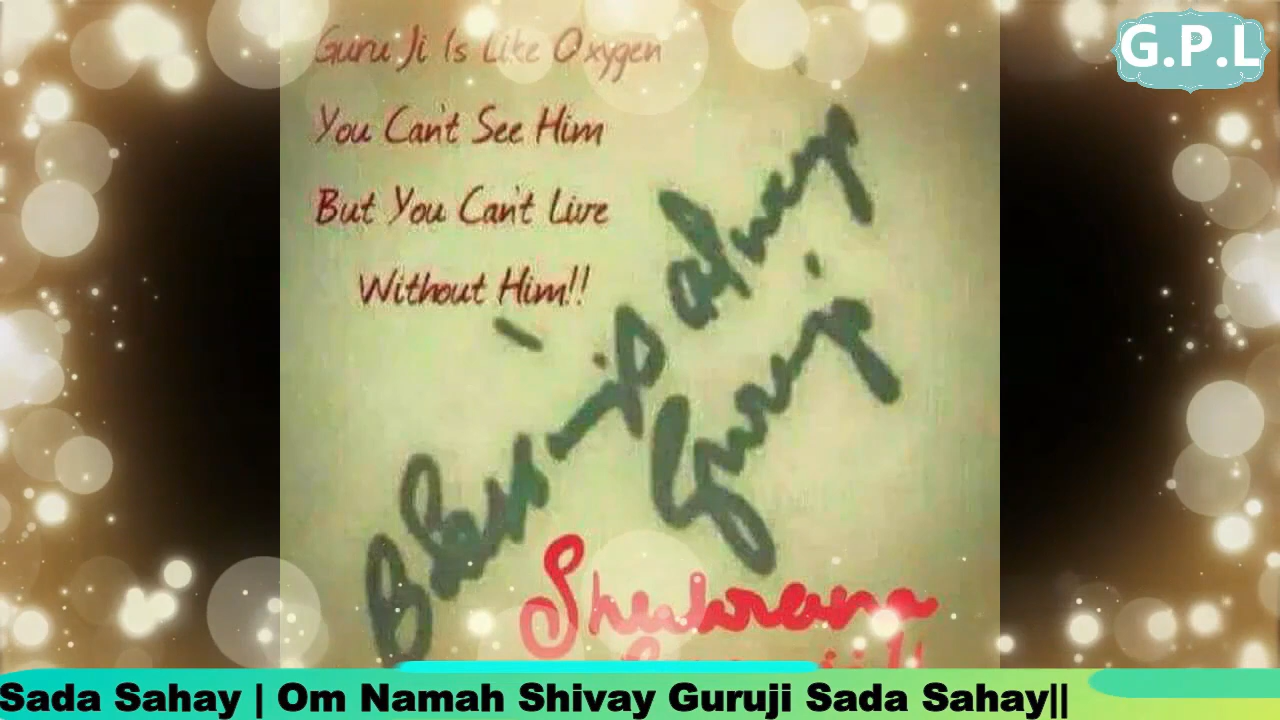 Guru Ji Is Like Oxygen
You Can't See Him
But You Can't Live
Without Him!!
G.P.L
Blessings always
Guruji
Shukrana
Sada Sahay | Om Namah Shivay Guruji Sada Sahay||